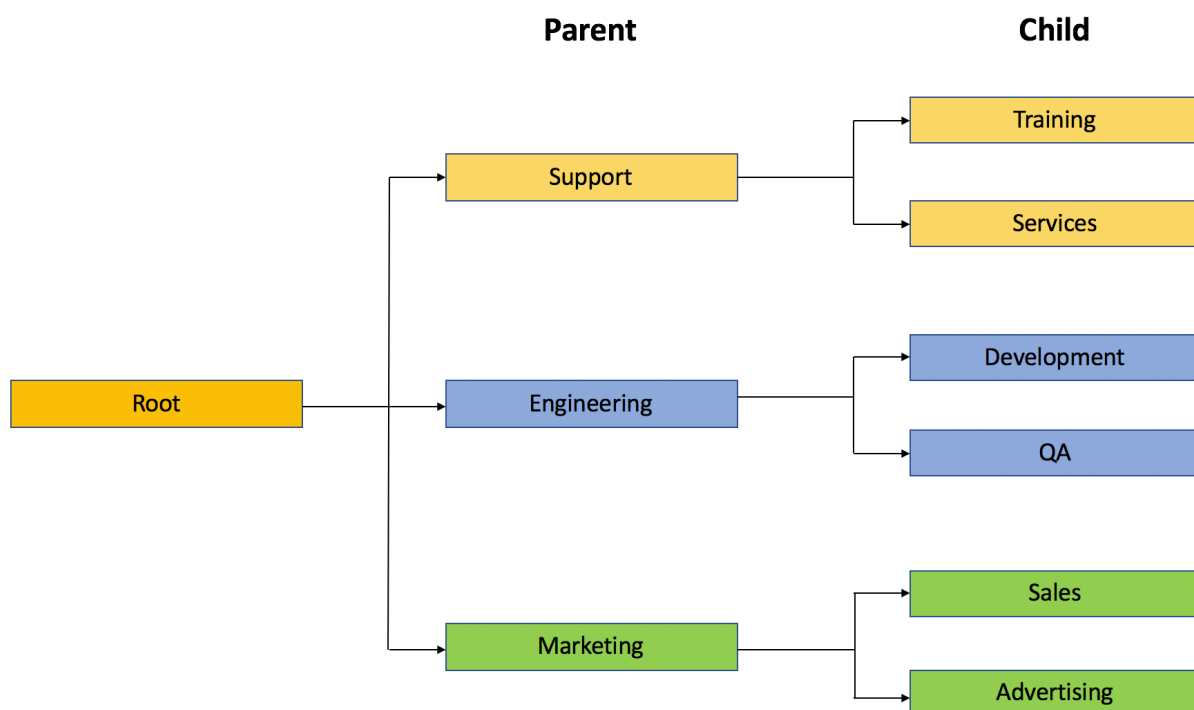 Parent
Child
Training
Support
Services
Development
Root
Engineering
QA
Sales
Marketing
Advertising